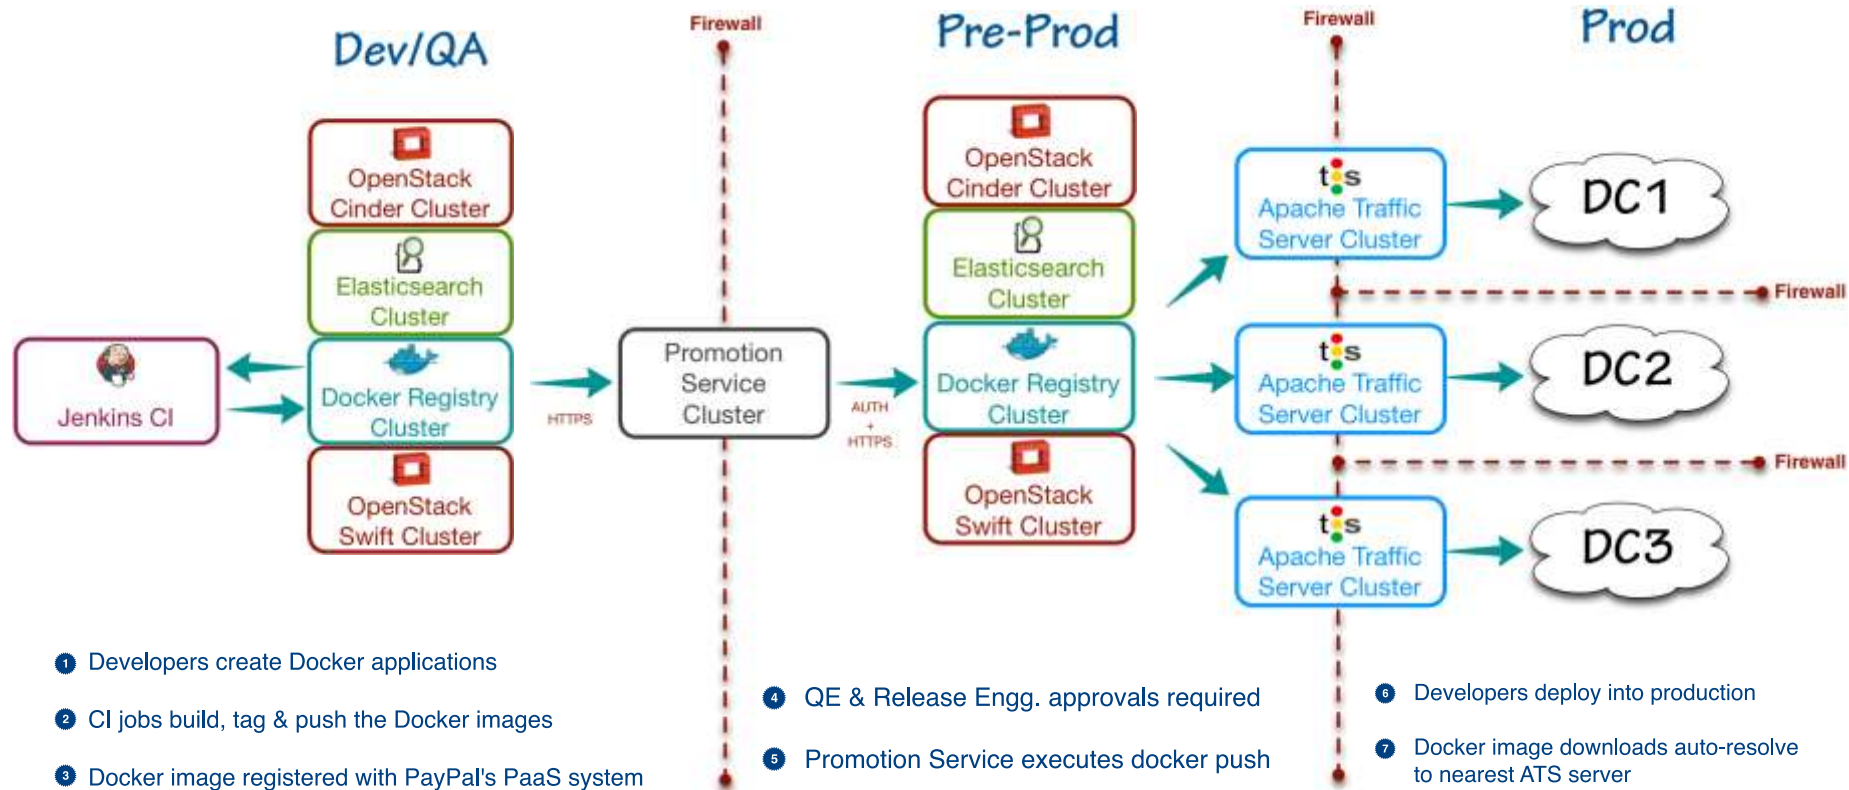 Dev/QA
Firewall
Pre-Prod
Firewall
Prod
OpenStack
Cinder Cluster
Elasticsearch
Cluster
Jenkins CI
Docker Registry
Cluster
OpenStack
Swift Cluster
HTTPS
Promotion
Service
Cluster
AUTH
+
HTTPS
OpenStack
Cinder Cluster
Elasticsearch
Cluster
Docker Registry
Cluster
OpenStack
Swift Cluster
ts
Apache Traffic
Server Cluster
DC1
Firewall
ts
Apache Traffic
Server Cluster
DC2
Firewall
ts
Apache Traffic
Server Cluster
DC3
1 Developers create Docker applications
2 CI jobs build, tag & push the Docker images
3 Docker image registered with PayPal's PaaS system
4 QE & Release Engg. approvals required
5 Promotion Service executes docker push
6 Developers deploy into production
7 Docker image downloads auto-resolve
to nearest ATS server